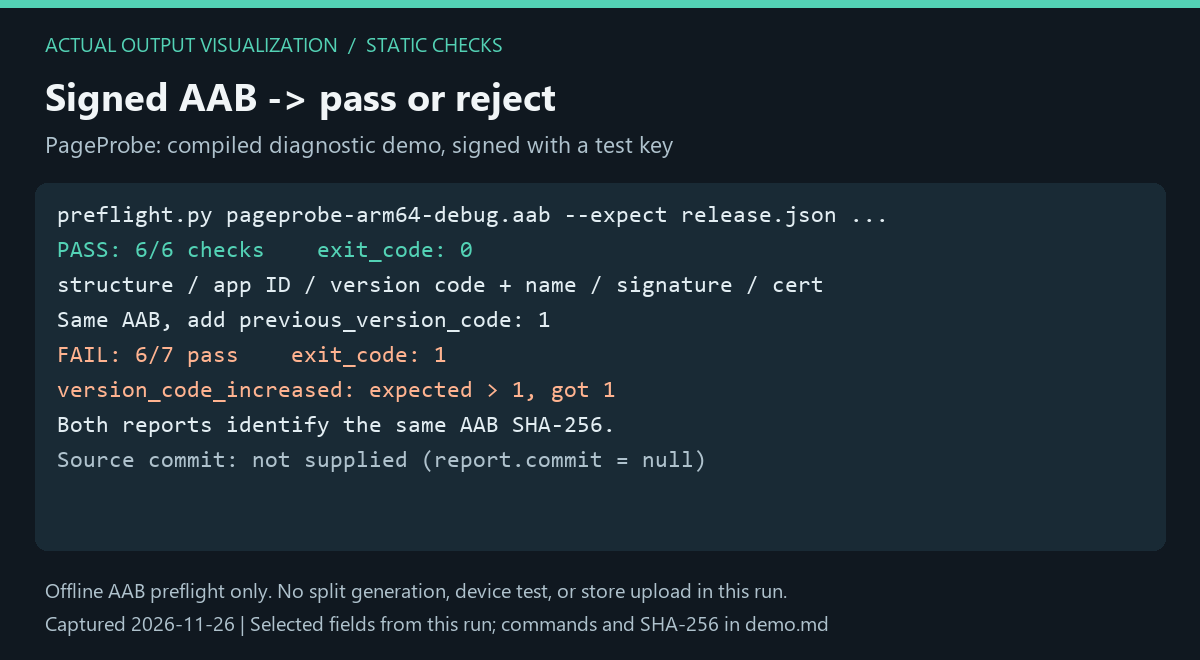 ACTUAL OUTPUT VISUALIZATION / STATIC CHECKS
Signed AAB -> pass or reject
PageProbe: compiled diagnostic demo, signed with a test key
preflight.py pageprobe-arm64-debug.aab --expect release.json ...
PASS: 6/6 checks    exit_code: 0
structure / app ID / version code + name / signature / cert
Same AAB, add previous_version_code: 1
FAIL: 6/7 pass    exit_code: 1
version_code_increased: expected > 1, got 1
Both reports identify the same AAB SHA-256.
Source commit: not supplied (report.commit = null)
Offline AAB preflight only. No split generation, device test, or store upload in this run.
Captured 2026-11-26 | Selected fields from this run; commands and SHA-256 in demo.md